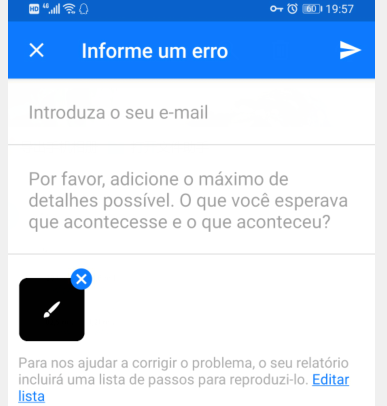 HD 4G 60 19:57
Informe um erro
Introduza o seu e-mail
Por favor, adicione o máximo de
detalhes possível. O que você esperava
que acontecesse e o que aconteceu?
Para nos ajudar a corrigir o problema, o seu relatório
incluirá uma lista de passos para reproduzi-lo. Editar
lista